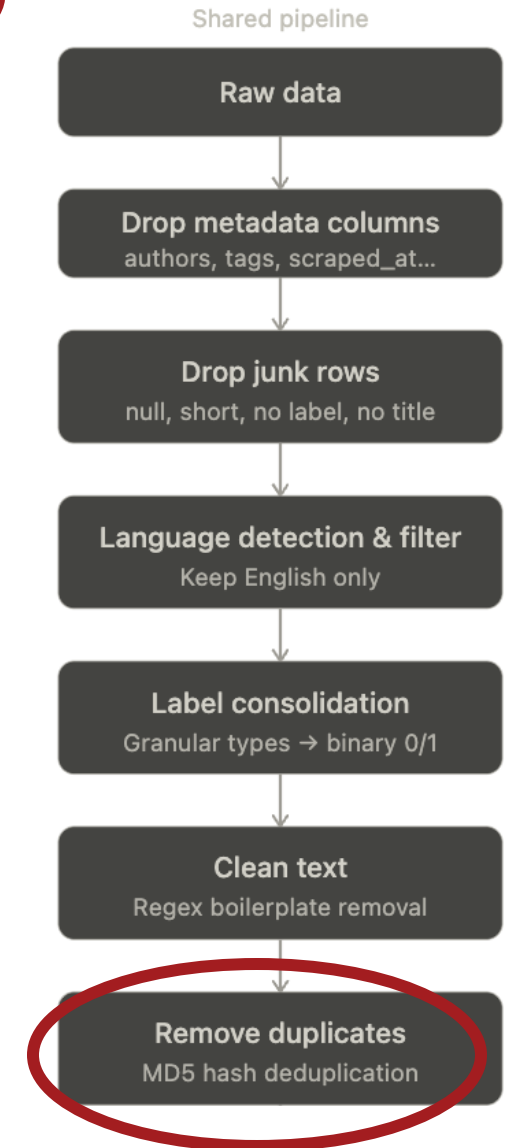 Shared pipeline
Raw data
Drop metadata columns
authors, tags, scraped_at...
Drop junk rows
null, short, no label, no title
Language detection & filter
Keep English only
Label consolidation
Granular types → binary 0/1
Clean text
Regex boilerplate removal
Remove duplicates
MD5 hash deduplication